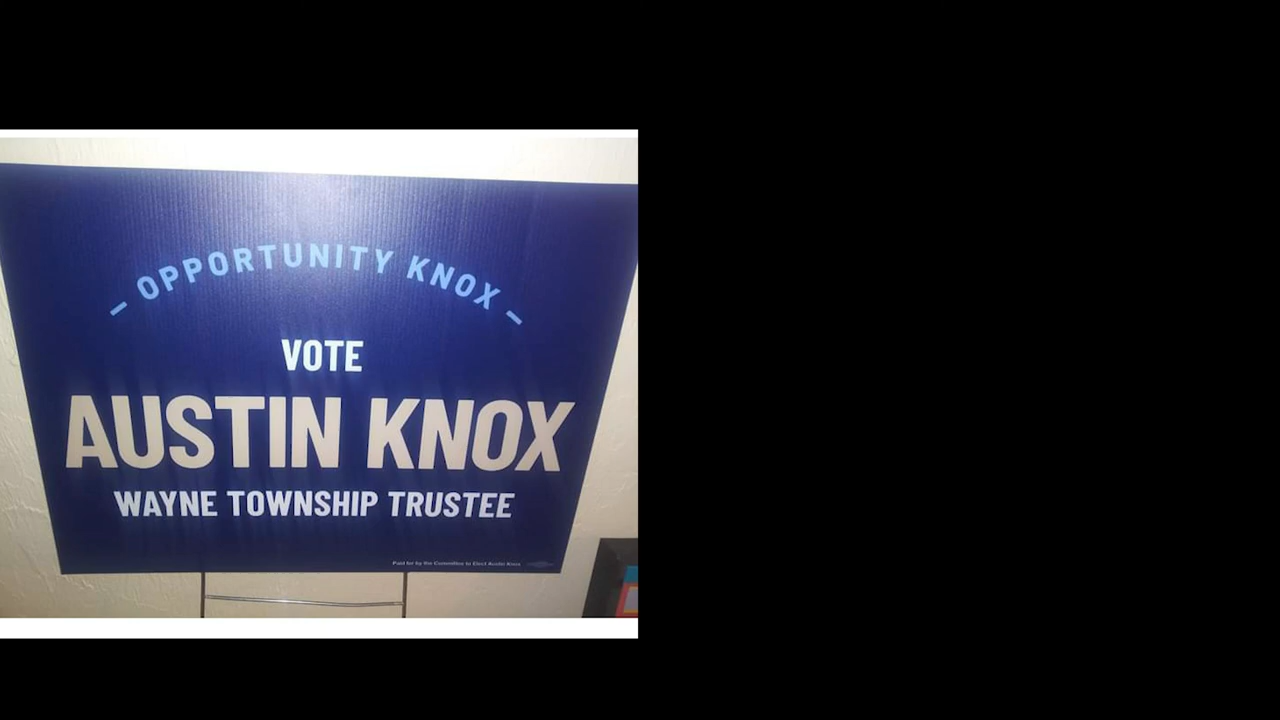 - OPPORTUNITY KNOX -
VOTE
AUSTIN KNOX
WAYNE TOWNSHIP TRUSTEE
Paid for by the Committee to Elect Austin Knox